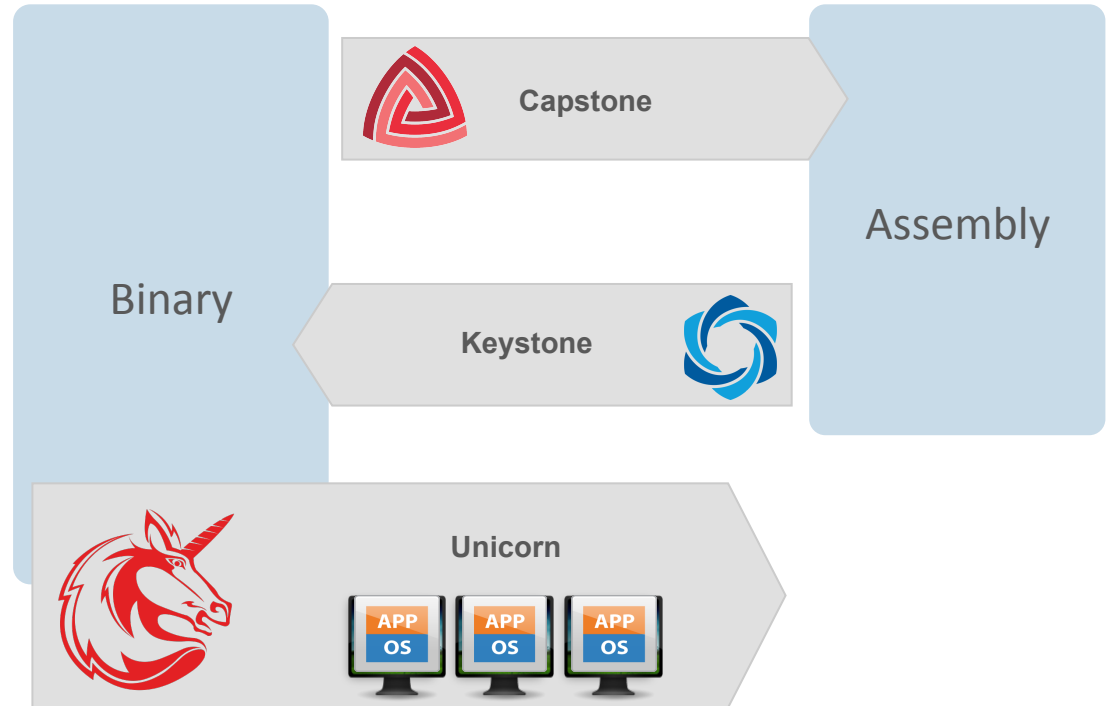 Capstone
Assembly
Binary
Keystone
Unicorn
APP APP APP
OS OS OS